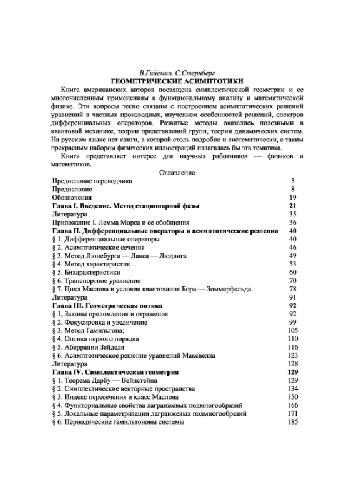 В.Гийемин, С.Стернберг
ГЕОМЕТРИЧЕСКИЕ АСИМПТОТИКИ
Книга американских авторов посвящена симплектической геометрии и ее
многочисленным применениям к функциональному анализу и математической
физике. Эти вопросы тесно связаны с построением асимптотических решений
уравнений в частных производных, изучением особенностей решений, спектров
дифференциальных операторов. Развитые методы оказались полезными в
квантовой механике, теории представлений групп, теории динамических систем.
На русском языке нет книги, в которой столь подробно и систематически, а также
прекрасным набором физических иллюстраций излагалась бы эта тематика.
Книга представляет интерес для научных работников — физиков и
математиков.
Оглавление
Предисловие переводчика 5
Предисловие 8
Обозначения 19
Глава I. Введение. Метод стационарной фазы 21
Литература 35
Приложение I. Лемма Морса и ее обобщения 36
Глава II. Дифференциальные операторы и асимптотические решения 40
§ 1. Дифференциальные операторы 40
§ 2. Асимптотические сечения 46
§ 3. Метод Люнебурга — Лакса — Людвига 49
§ 4. Метод характеристик 53
§ 5. Бихарактеристики 60
§ 6. Транспортное уравнение 70
§ 7. Цикл Маслова и условия квантования Бора — Зоммерфельда 78
Литература 91
Глава III. Геометрическая оптика 92
§ 1. Законы преломления и отражения 92
§ 2. Фокусировка и увеличение 99
§ 3. Метод Гамильтона 105
§ 4. Оптика первого порядка 110
§ 5. Аберрации Зейделя 116
§ 6. Асимптотическое решение уравнений Максвелла 123
Литература 128
Глава IV. Симплектическая геометрия 129
§ 1. Теорема Дарбу — Вейнстейна 129
§ 2. Симплектические векторные пространства 134
§ 3. Индекс пересечения и класс Маслова 150
§ 4. Функториальные свойства лагранжевых подмногообразий 166
§ 5. Локальные параметризации лагранжевых подмногообразий 171
§ 6. Периодические гамильтоновы системы 185